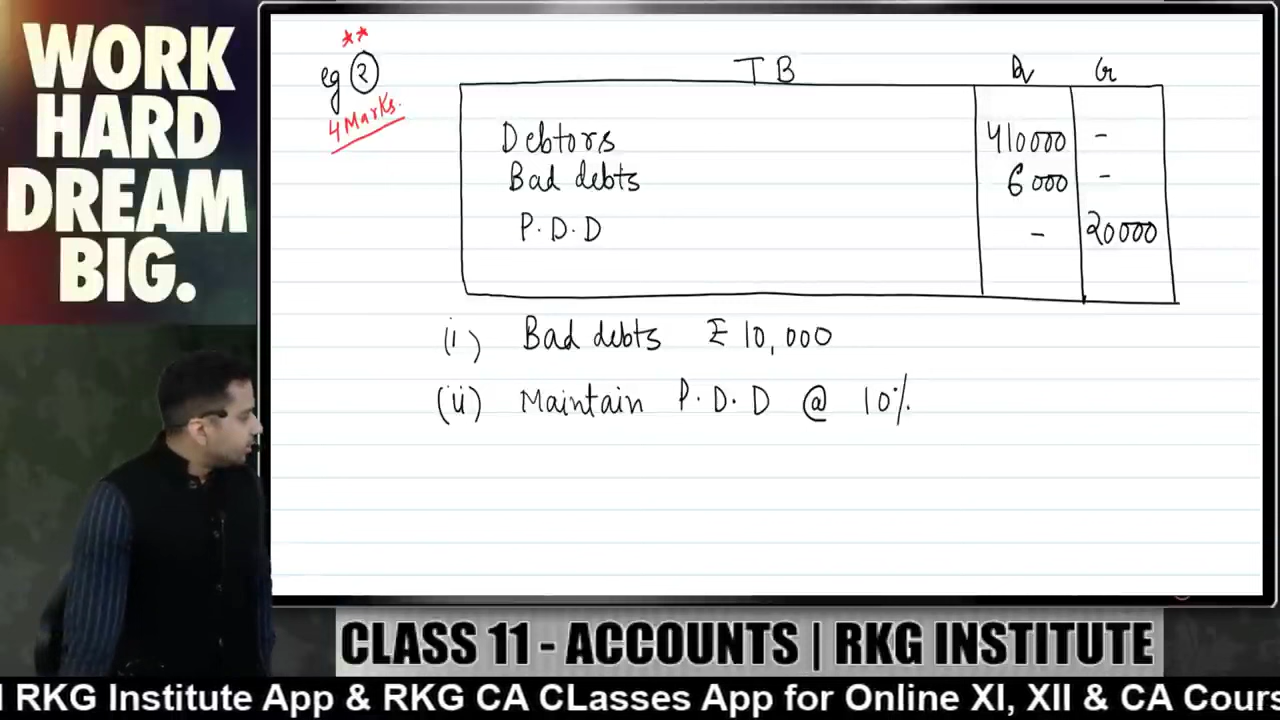 WORK
HARD
DREAM
BIG.
**
eg 2
4 Marks.
TB Dr Cr
Debtors 410000 -
Bad debts 6000 -
P.D.D - 20000
(i) Bad debts ₹ 10,000
(ii) Maintain P.D.D @ 10%
CLASS 11 - ACCOUNTS | RKG INSTITUTE
RKG Institute App & RKG CA CLasses App for Online XI, XII & CA Cours